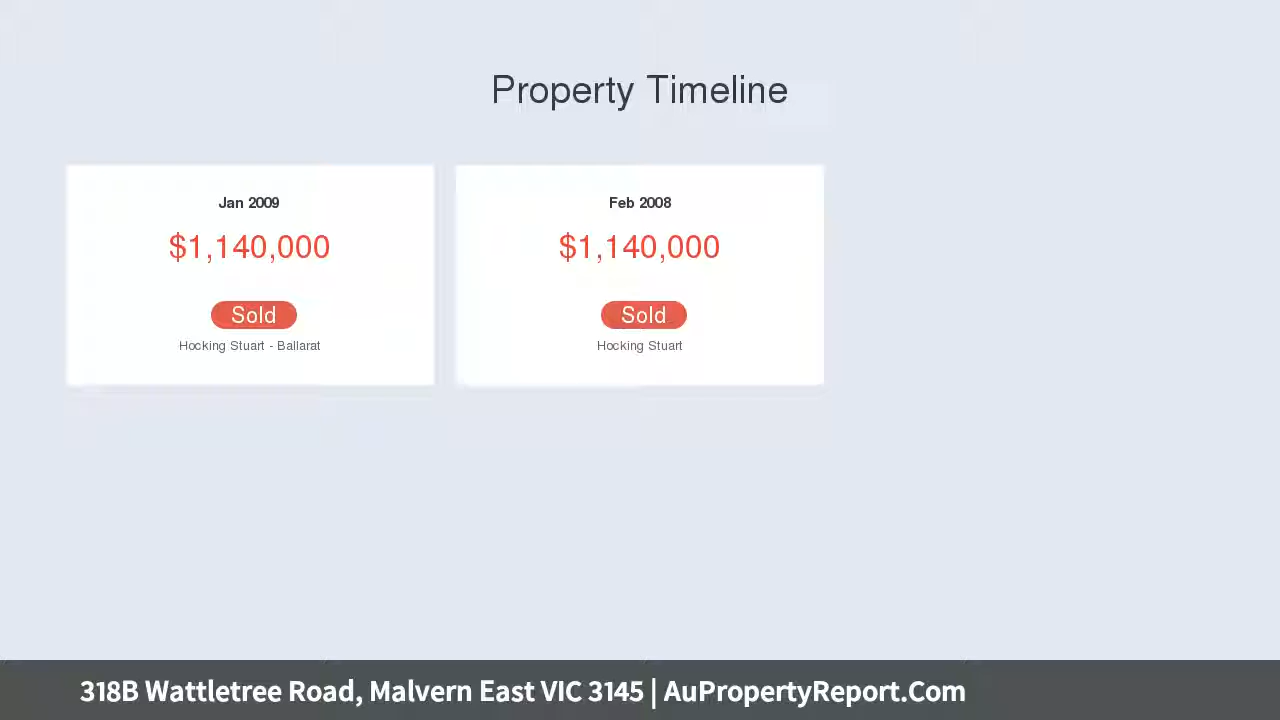 Property Timeline
Jan 2009
$1,140,000
Sold
Hocking Stuart - Ballarat
Feb 2008
$1,140,000
Sold
Hocking Stuart
318B Wattletree Road, Malvern East VIC 3145 | AuPropertyReport.Com